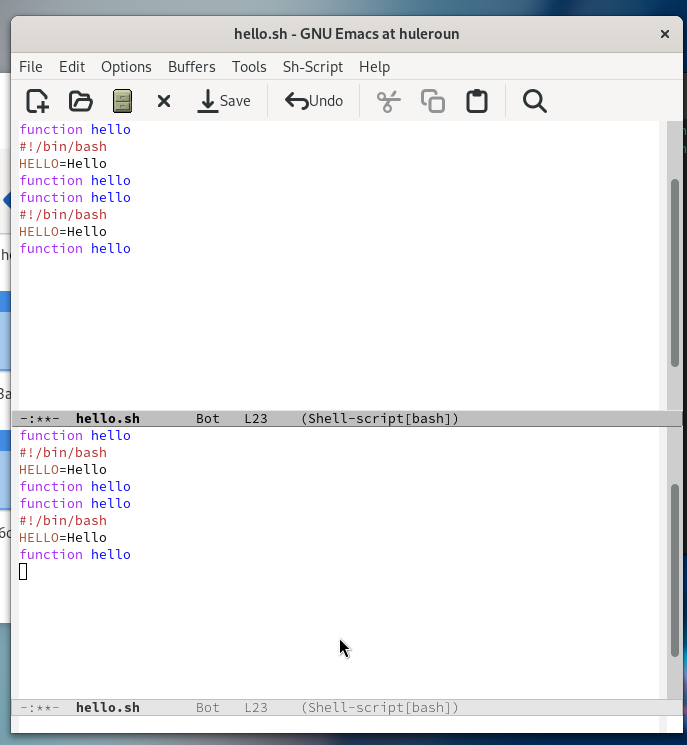 hello.sh - GNU Emacs at huleroun ×
File Edit Options Buffers Tools Sh-Script Help
Save Undo
function hello
#!/bin/bash
HELLO=Hello
function hello
function hello
#!/bin/bash
HELLO=Hello
function hello
-:**- hello.sh Bot L23 (Shell-script[bash])
function hello
#!/bin/bash
HELLO=Hello
function hello
function hello
#!/bin/bash
HELLO=Hello
function hello
-:**- hello.sh Bot L23 (Shell-script[bash])